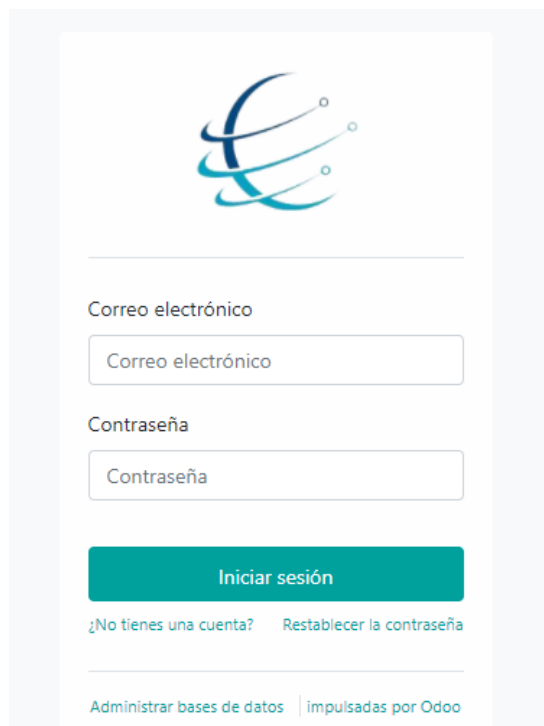 Correo electrónico
Correo electrónico
Contraseña
Contraseña
Iniciar sesión
¿No tienes una cuenta? Restablecer la contraseña
Administrar bases de datos impulsadas por Odoo